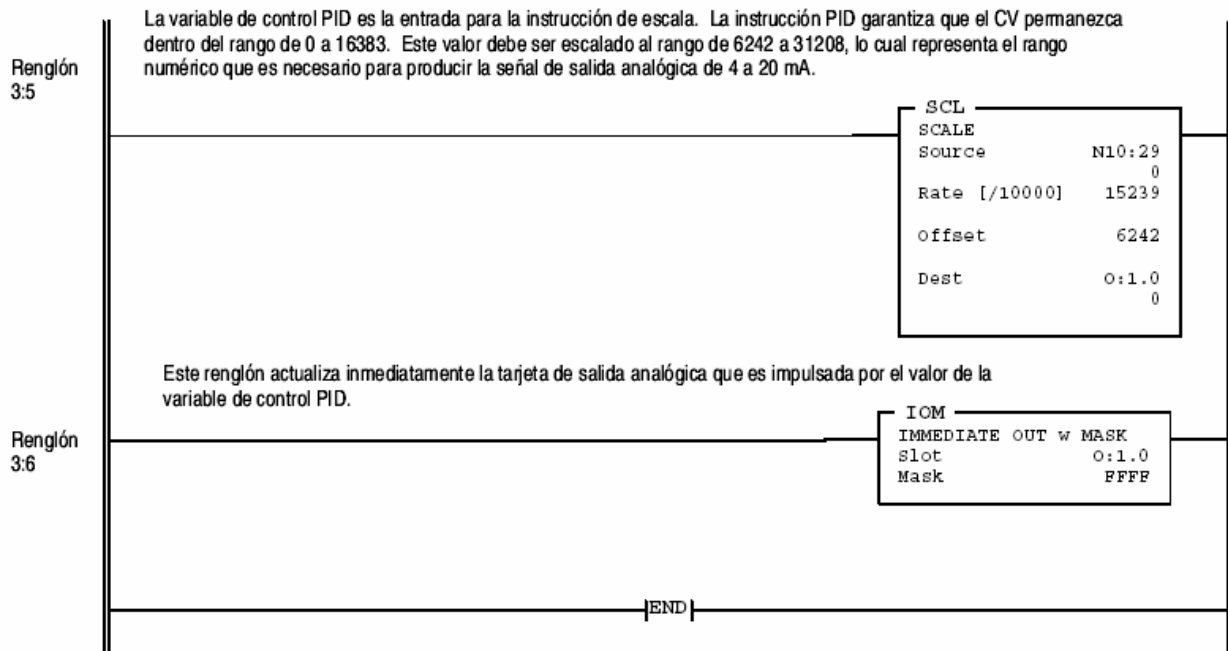 La variable de control PID es la entrada para la instrucción de escala. La instrucción PID garantiza que el CV permanezca
dentro del rango de 0 a 16383. Este valor debe ser escalado al rango de 6242 a 31208, lo cual representa el rango
numérico que es necesario para producir la señal de salida analógica de 4 a 20 mA.
Renglón
3:5
SCL
SCALE
Source N10:29
0
Rate [/10000] 15239
Offset 6242
Dest O:1.0
0
Este renglón actualiza inmediatamente la tarjeta de salida analógica que es impulsada por el valor de la
variable de control PID.
Renglón
3:6
IOM
IMMEDIATE OUT w MASK
Slot O:1.0
Mask FFFF
END